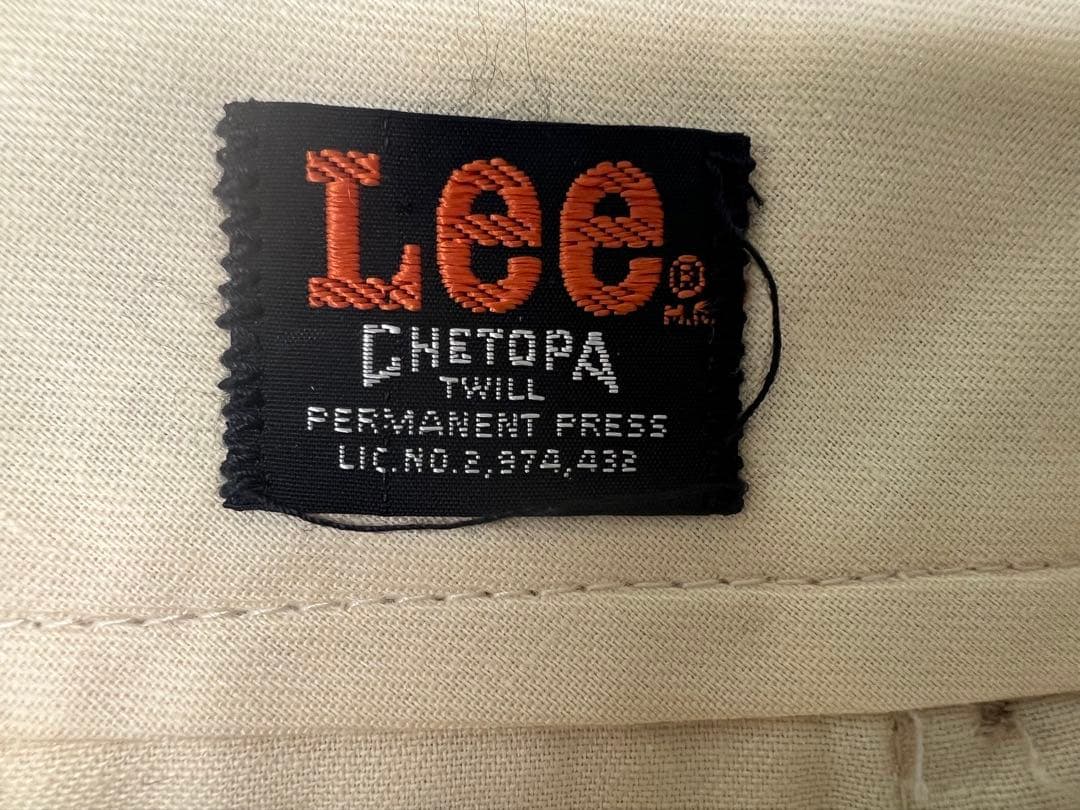 Lee®
M.R.
CHETOPA
TWILL
PERMANENT PRESS
LIC.NO.2,974,432